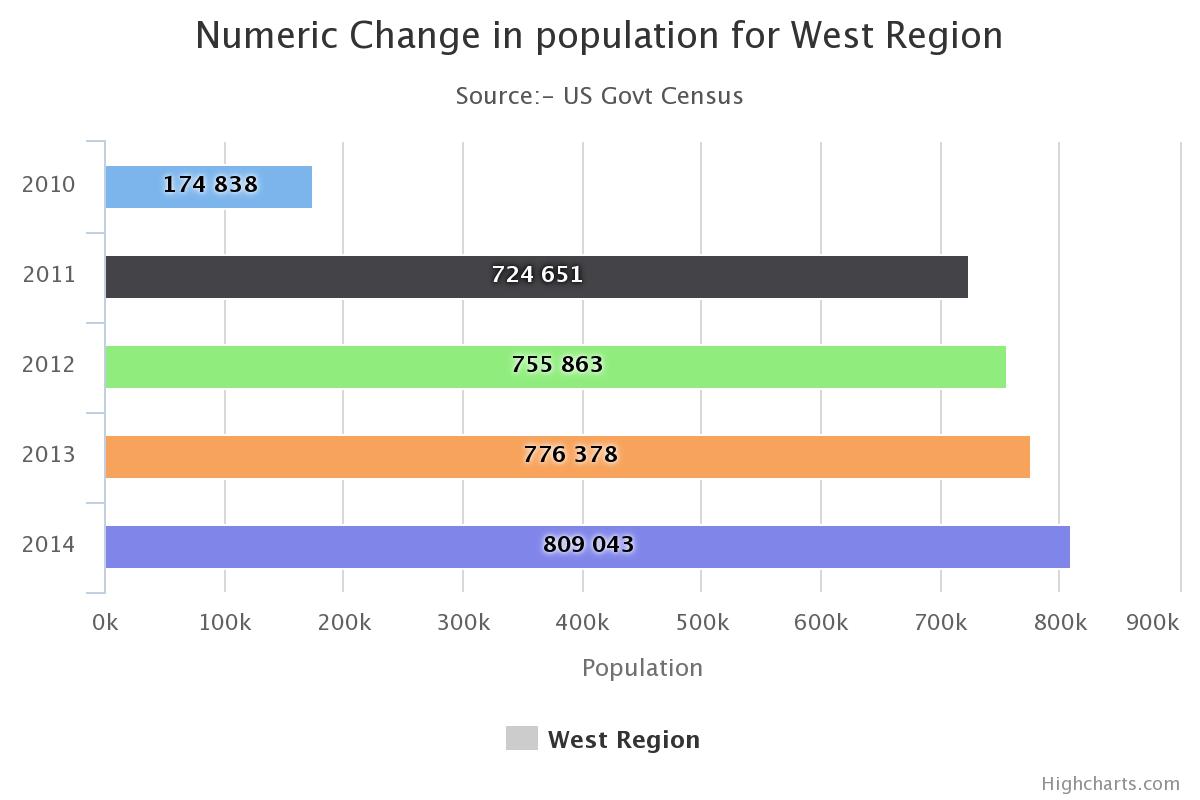 Numeric Change in population for West Region
Source:- US Govt Census
2010
174 838
2011
724 651
2012
755 863
2013
776 378
2014
809 043
0k 100k 200k 300k 400k 500k 600k 700k 800k 900k
Population
West Region
Highcharts.com